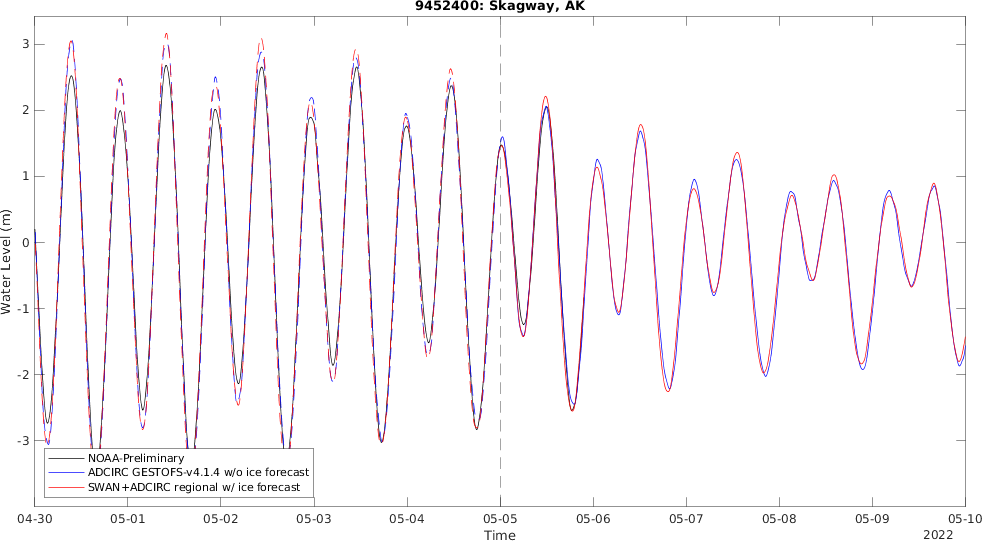 9452400: Skagway, AK
Water Level (m)
3
2
1
0
-1
-2
-3
NOAA-Preliminary
ADCIRC GESTOFS-v4.1.4 w/o ice forecast
SWAN+ADCIRC regional w/ ice forecast
04-30 05-01 05-02 05-03 05-04 05-05 05-06 05-07 05-08 05-09 05-10
Time
2022